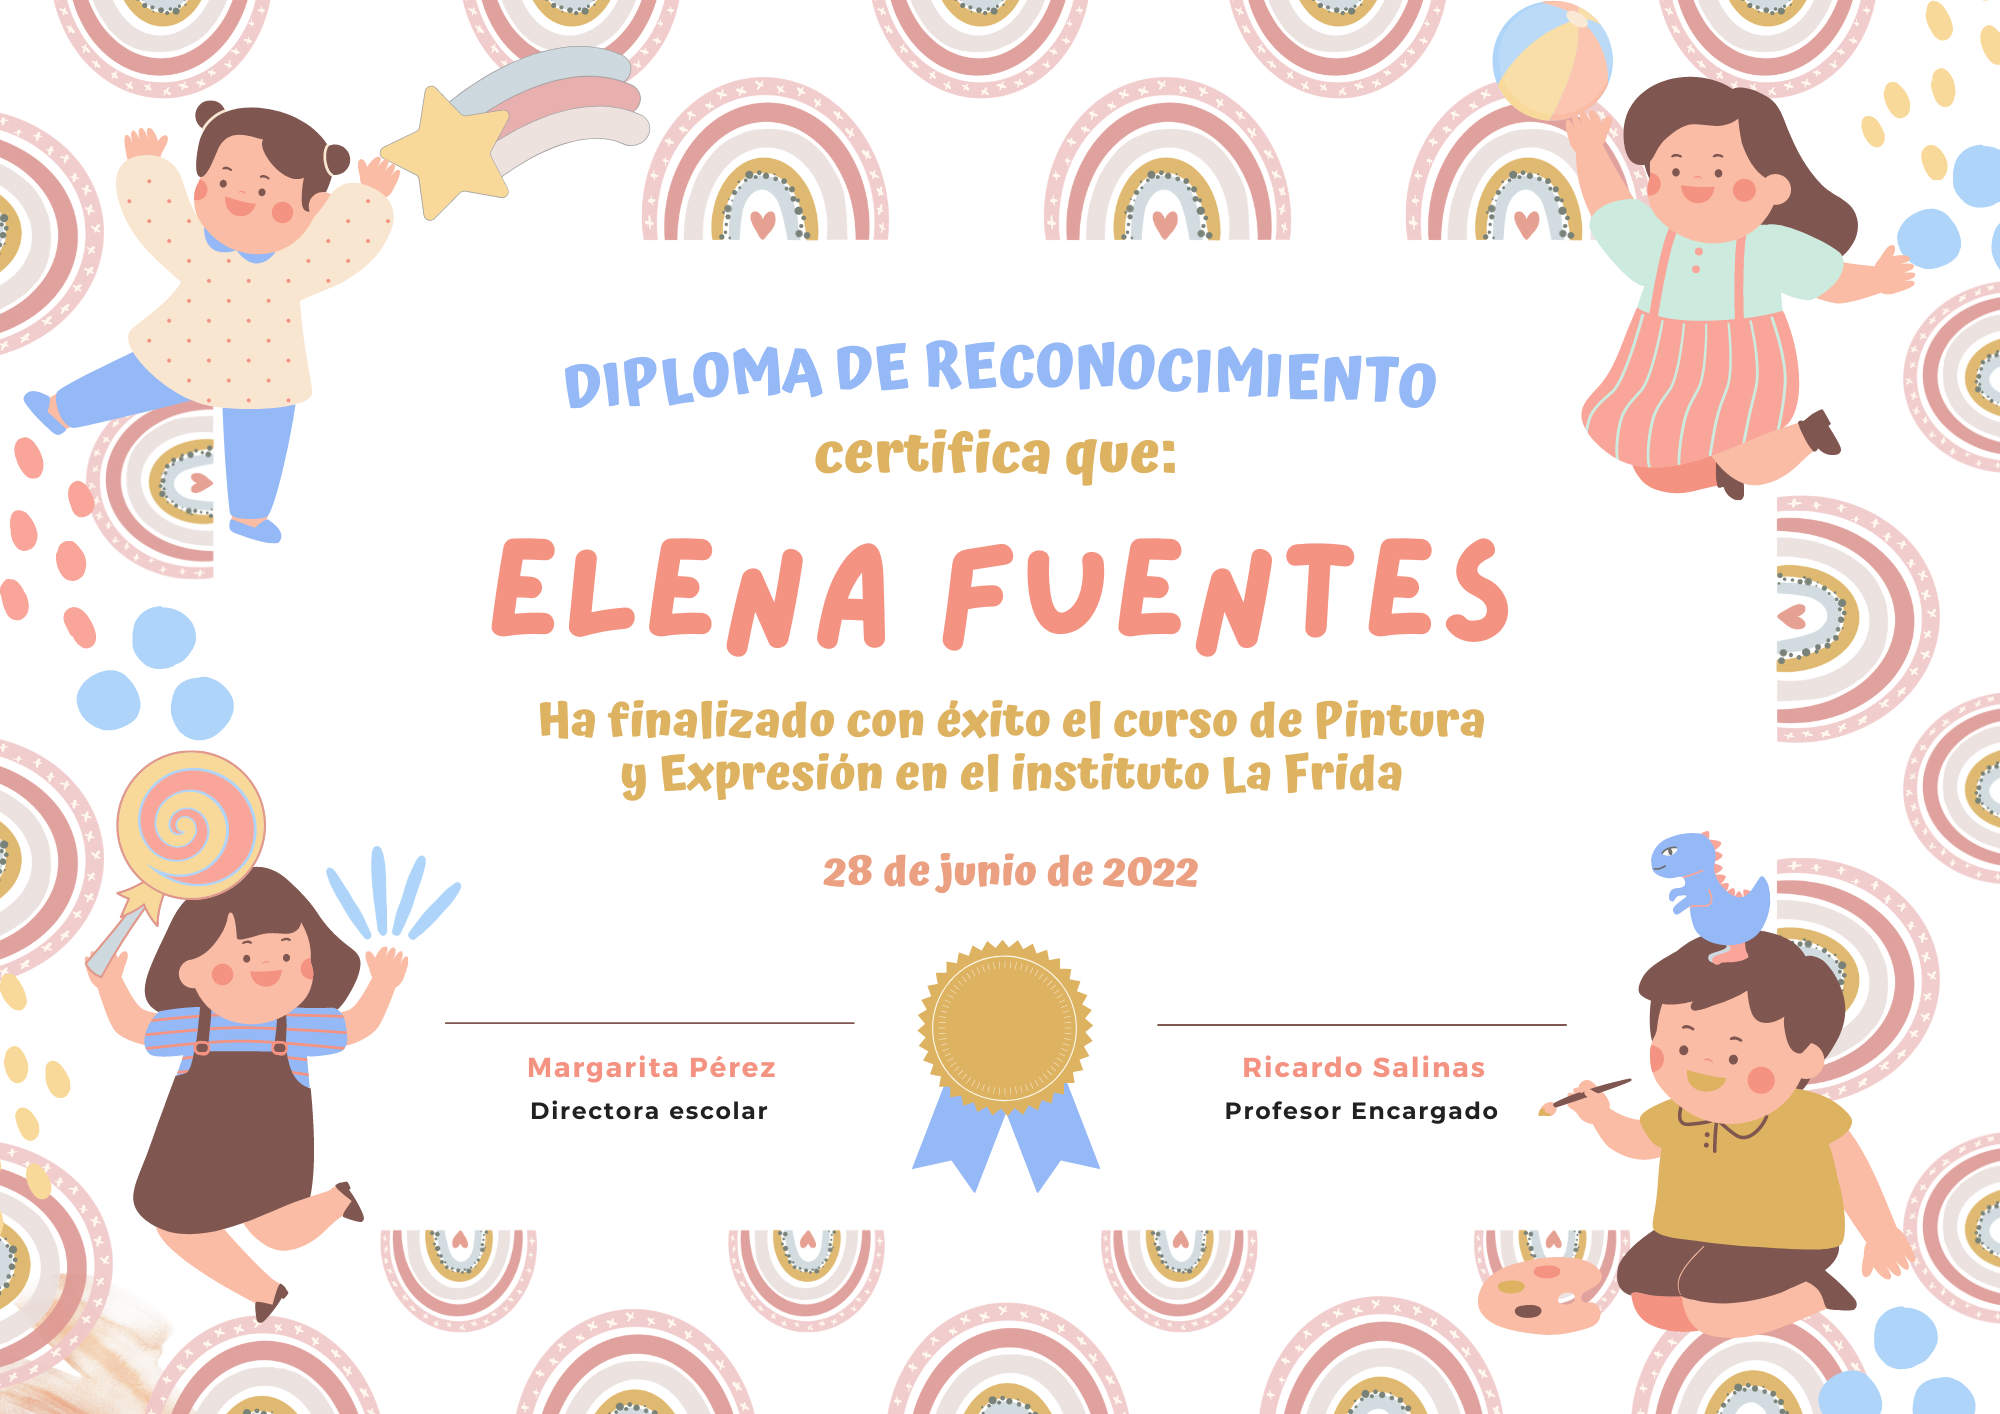 DIPLOMA DE RECONOCIMIENTO
certifica que:
ELENA FUENTES
Ha finalizado con éxito el curso de Pintura
y Expresión en el instituto La Frida
28 de junio de 2022
Margarita Pérez
Directora escolar
Ricardo Salinas
Profesor Encargado